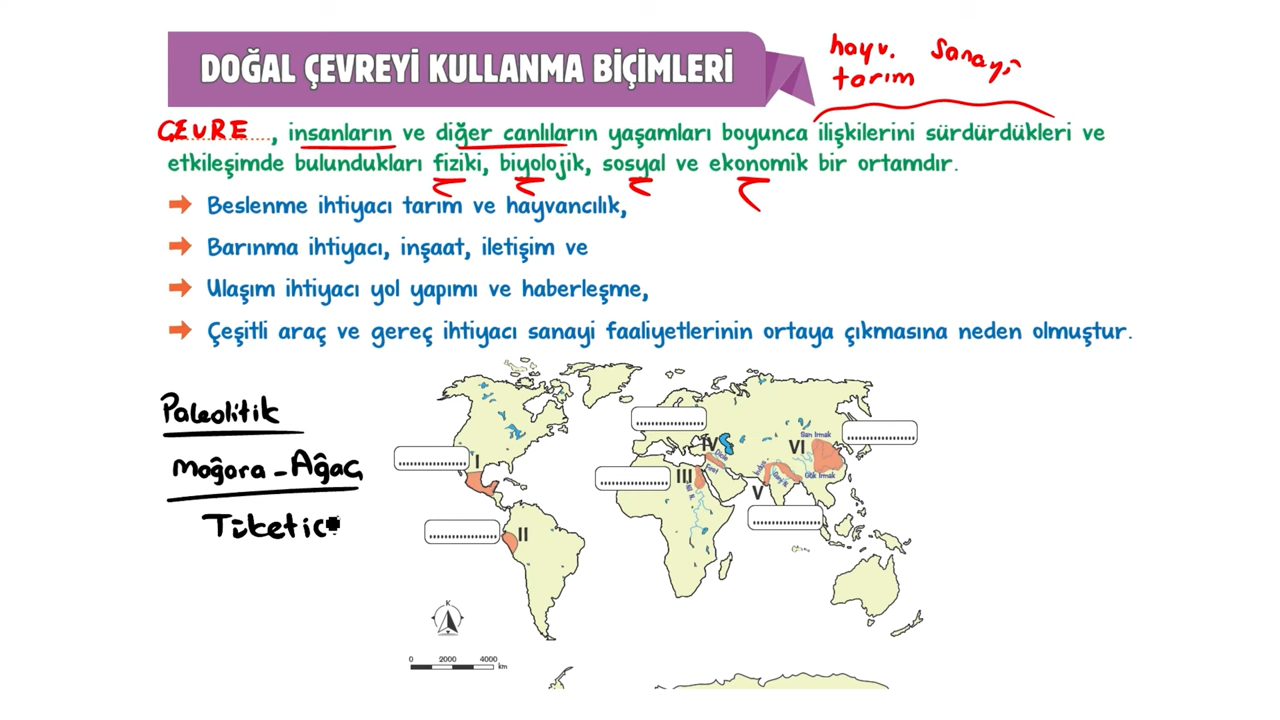 DOĞAL ÇEVREYİ KULLANMA BİÇİMLERİ
hayv. sanayi
tarım
ÇEVRE, insanların ve diğer canlıların yaşamları boyunca ilişkilerini sürdürdükleri ve
etkileşimde bulundukları fiziki, biyolojik, sosyal ve ekonomik bir ortamdır.
Beslenme ihtiyacı tarım ve hayvancılık,
Barınma ihtiyacı, inşaat, iletişim ve
Ulaşım ihtiyacı yol yapımı ve haberleşme,
Çeşitli araç ve gereç ihtiyacı sanayi faaliyetlerinin ortaya çıkmasına neden olmuştur.
Paleolitik
Mağara - Ağaç
Tüketic
I
II
III
IV
V
VI
Dicle
Fırat
Nil N.
İndus
Ganj N.
Sarı Irmak
Gök Irmak
K
0 2000 4000
km